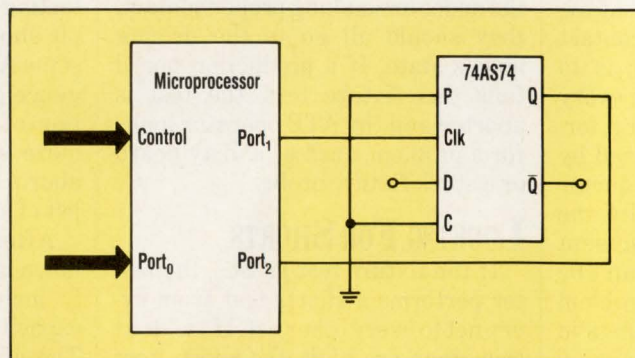 74AS74
Microprocessor
P Q
Control Port₁ Clk
D Q̅
C
Port₀ Port₂